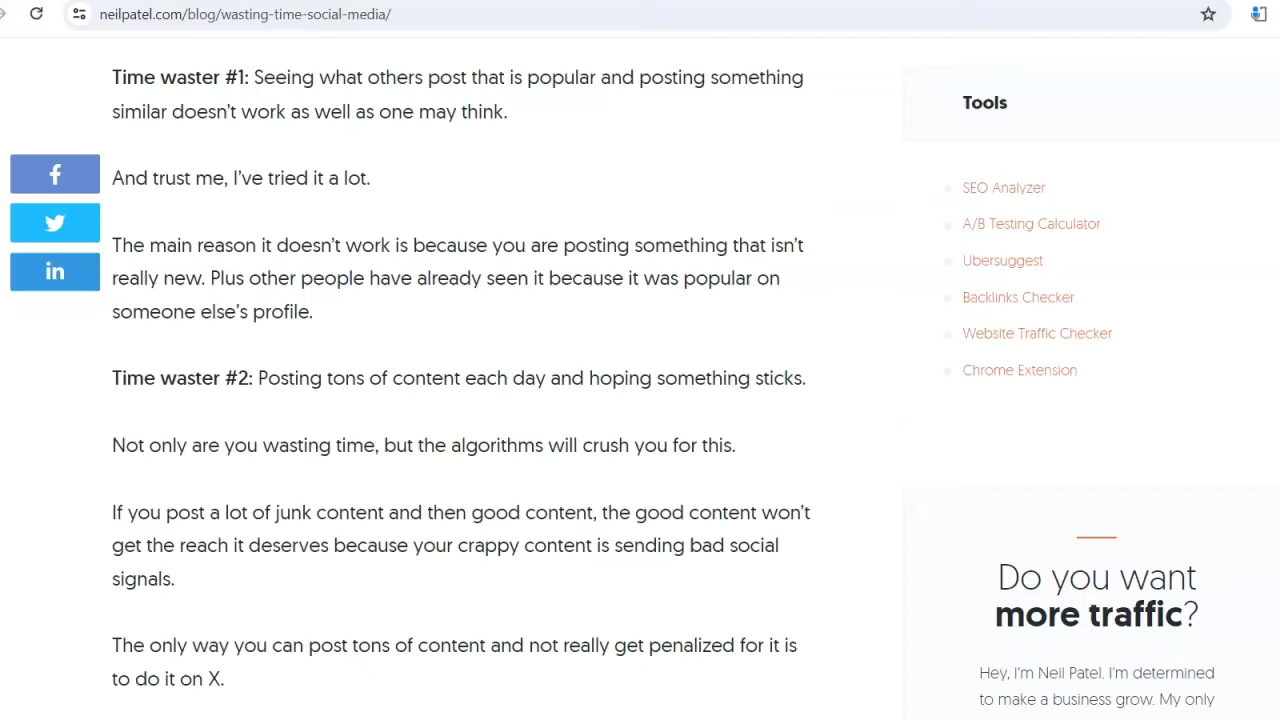 neilpatel.com/blog/wasting-time-social-media/
Time waster #1: Seeing what others post that is popular and posting something
similar doesn’t work as well as one may think.
And trust me, I’ve tried it a lot.
The main reason it doesn’t work is because you are posting something that isn’t
really new. Plus other people have already seen it because it was popular on
someone else’s profile.
Time waster #2: Posting tons of content each day and hoping something sticks.
Not only are you wasting time, but the algorithms will crush you for this.
If you post a lot of junk content and then good content, the good content won’t
get the reach it deserves because your crappy content is sending bad social
signals.
The only way you can post tons of content and not really get penalized for it is
to do it on X.
Tools
SEO Analyzer
A/B Testing Calculator
Ubersuggest
Backlinks Checker
Website Traffic Checker
Chrome Extension
Do you want
more traffic?
Hey, I'm Neil Patel. I'm determined
to make a business grow. My only